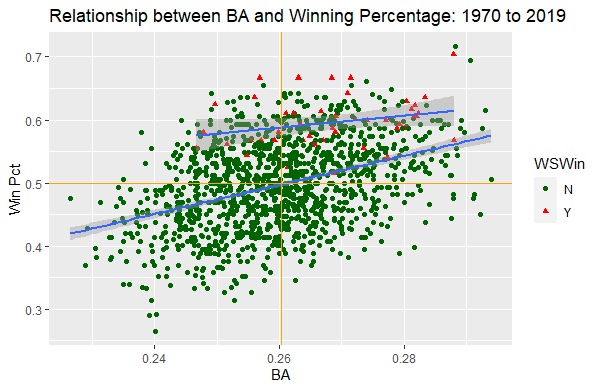 Relationship between BA and Winning Percentage: 1970 to 2019
0.7
0.6
0.5
0.4
0.3
Win Pct
0.24
0.26
0.28
BA
WSWin
N
Y